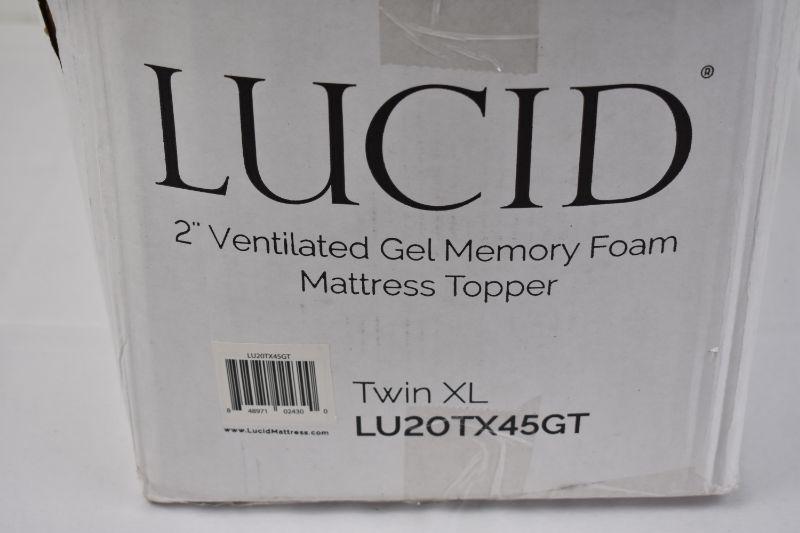 LUCID®
2" Ventilated Gel Memory Foam
Mattress Topper
LU20TX45GT
8 48971 02430 0
www.LucidMattress.com
Twin XL
LU20TX45GT